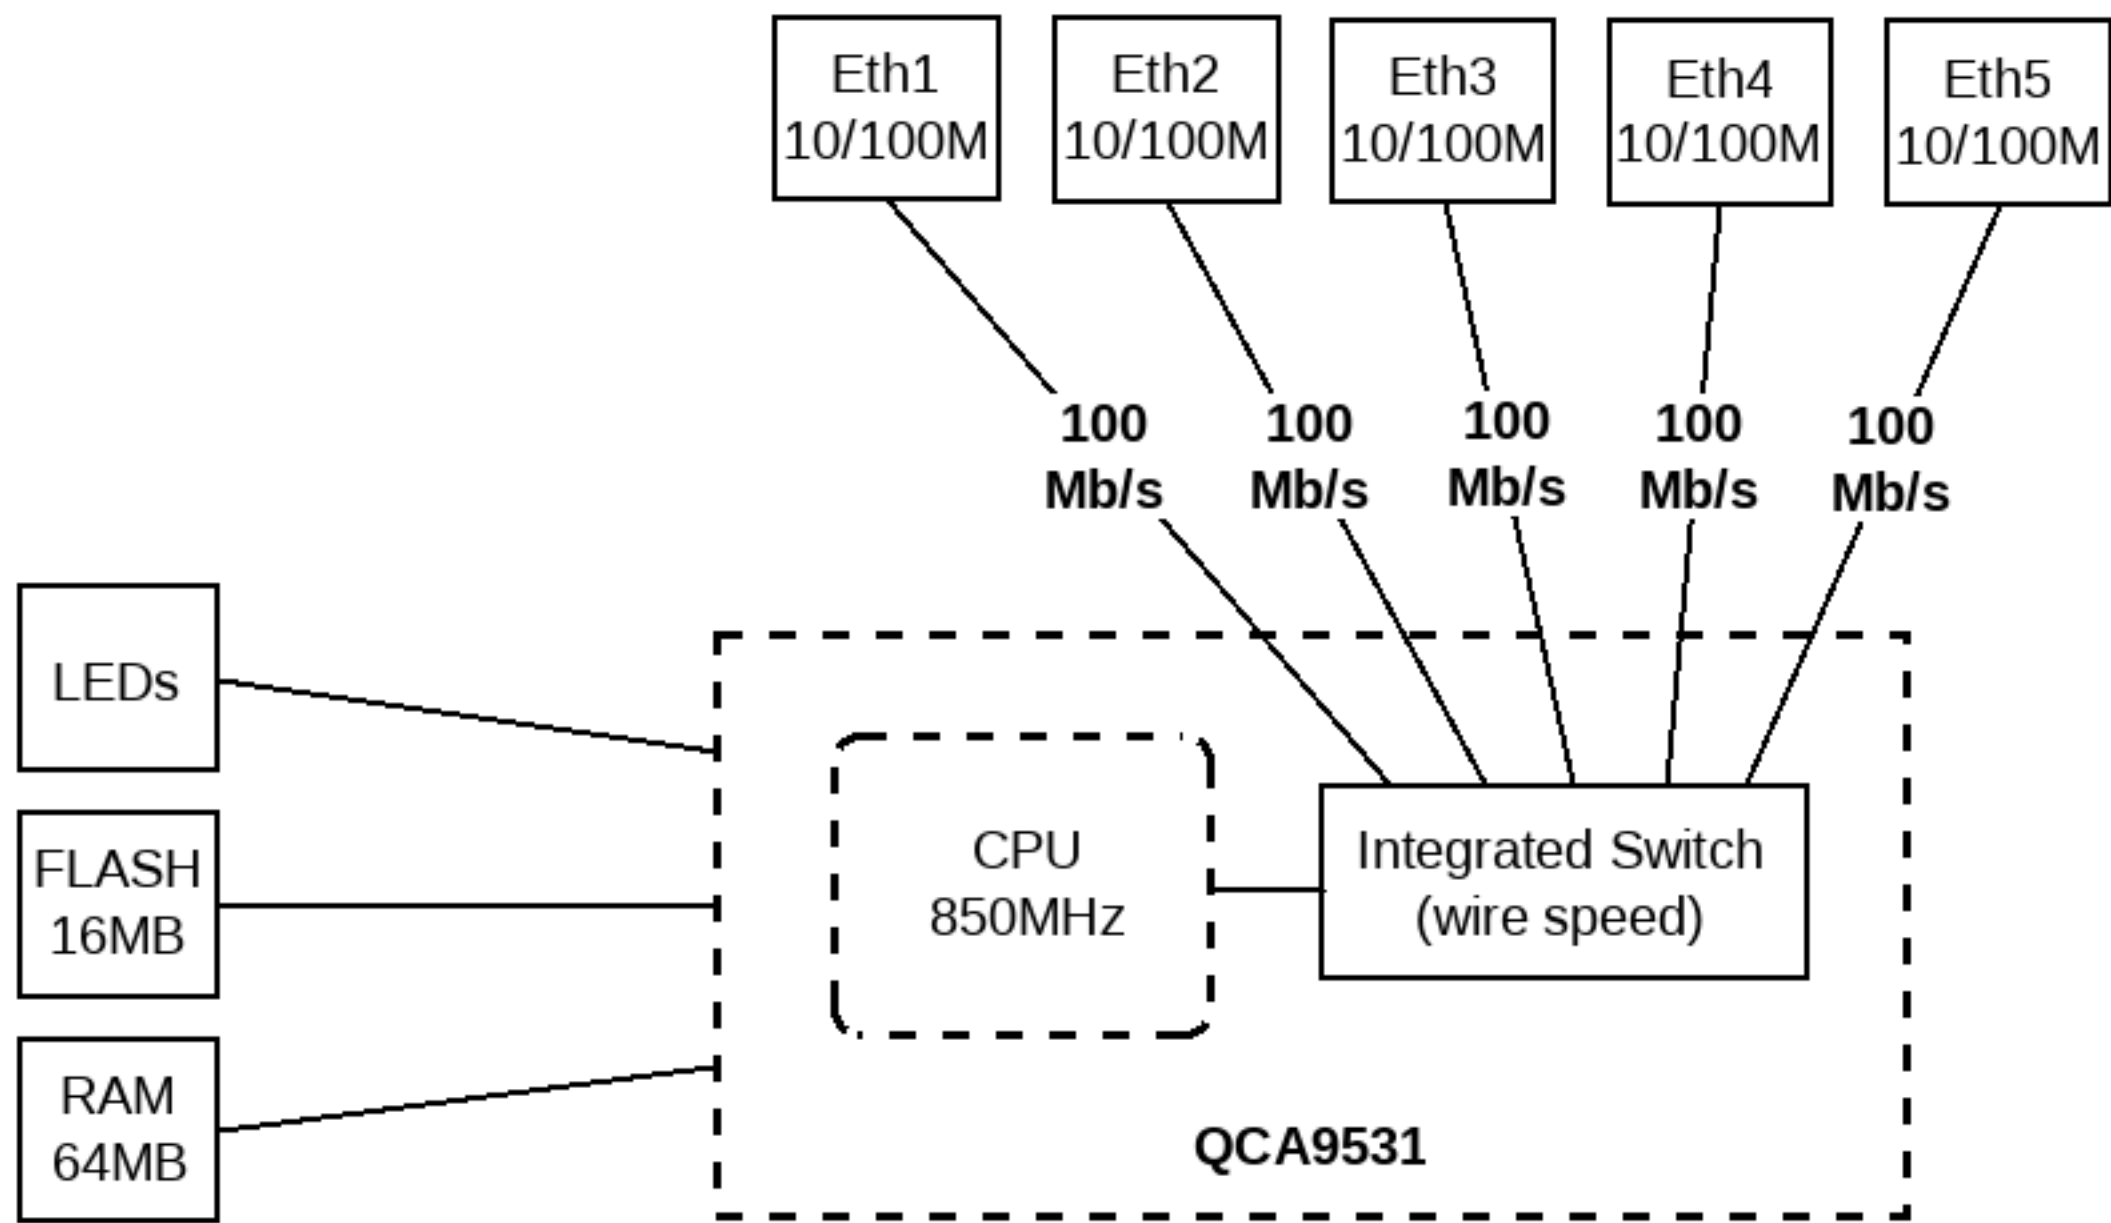 Eth1
10/100M
Eth2
10/100M
Eth3
10/100M
Eth4
10/100M
Eth5
10/100M
100
Mb/s
100
Mb/s
100
Mb/s
100
Mb/s
100
Mb/s
LEDs
FLASH
16MB
RAM
64MB
CPU
850MHz
Integrated Switch
(wire speed)
QCA9531